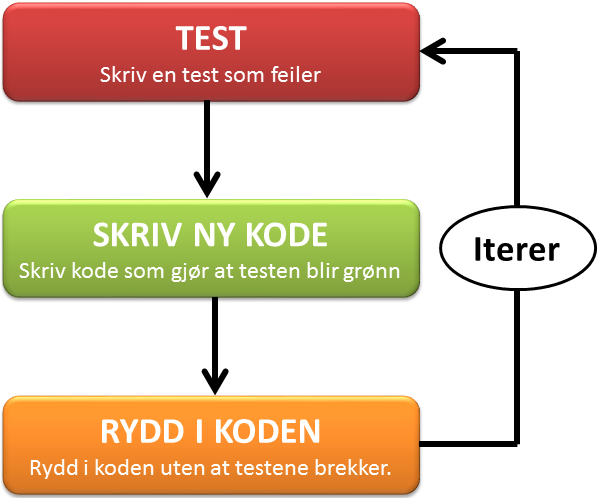 TEST
Skriv en test som feiler
SKRIV NY KODE
Skriv kode som gjør at testen blir grønn
Iterer
RYDD I KODEN
Rydd i koden uten at testene brekker.